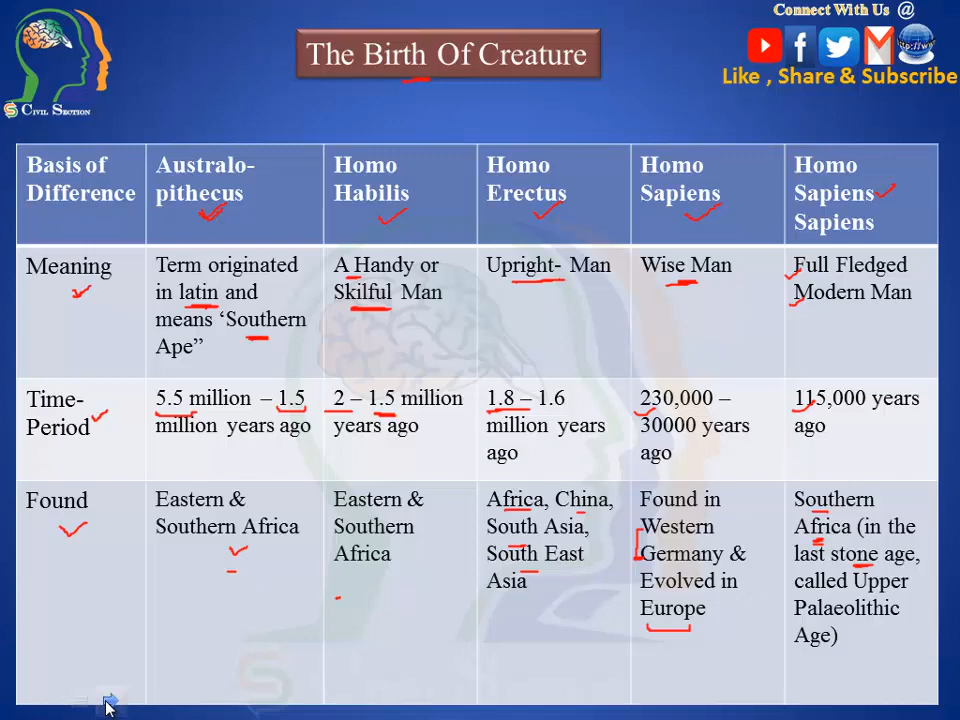 Connect With Us @
The Birth Of Creature
http://www
Like , Share & Subscribe
CS CIVIL SECTION
Basis of
Difference
Australo-
pithecus
Homo
Habilis
Homo
Erectus
Homo
Sapiens
Homo
Sapiens
Sapiens
Meaning
Term originated
in latin and
means ‘Southern
Ape”
A Handy or
Skilful Man
Upright- Man
Wise Man
Full Fledged
Modern Man
Time-
Period
5.5 million – 1.5
million years ago
2 – 1.5 million
years ago
1.8 – 1.6
million years
ago
230,000 –
30000 years
ago
115,000 years
ago
Found
Eastern &
Southern Africa
Eastern &
Southern
Africa
Africa, China,
South Asia,
South East
Asia
Found in
Western
Germany &
Evolved in
Europe
Southern
Africa (in the
last stone age,
called Upper
Palaeolithic
Age)